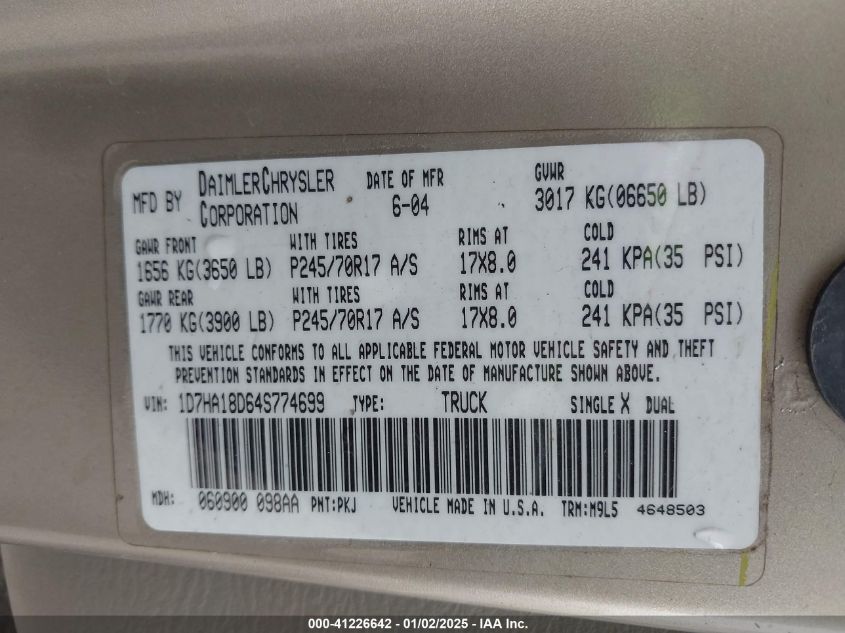 MFD BY DAIMLERCHRYSLER CORPORATION DATE OF MFR 6-04 GVWR 3017 KG(06650 LB)
GAWR FRONT WITH TIRES RIMS AT COLD
1656 KG(3650 LB) P245/70R17 A/S 17X8.0 241 KPA(35 PSI)
GAWR REAR WITH TIRES RIMS AT COLD
1770 KG(3900 LB) P245/70R17 A/S 17X8.0 241 KPA(35 PSI)
THIS VEHICLE CONFORMS TO ALL APPLICABLE FEDERAL MOTOR VEHICLE SAFETY AND THEFT
PREVENTION STANDARDS IN EFFECT ON THE DATE OF MANUFACTURE SHOWN ABOVE.
VIN: 1D7HA18D64S774699 TYPE: TRUCK SINGLE X DUAL
MDH: 060900 098AA PNT:PKJ VEHICLE MADE IN U.S.A. TRM:M9L5 4648503
000-41226642 - 01/02/2025 - IAA Inc.